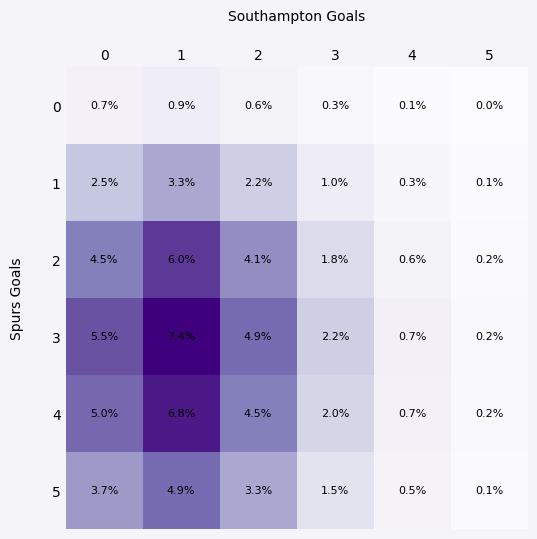 Southampton Goals
0 1 2 3 4 5
0 0.7% 0.9% 0.6% 0.3% 0.1% 0.0%
1 2.5% 3.3% 2.2% 1.0% 0.3% 0.1%
2 4.5% 6.0% 4.1% 1.8% 0.6% 0.2%
Spurs Goals
3 5.5% 7.4% 4.9% 2.2% 0.7% 0.2%
4 5.0% 6.8% 4.5% 2.0% 0.7% 0.2%
5 3.7% 4.9% 3.3% 1.5% 0.5% 0.1%